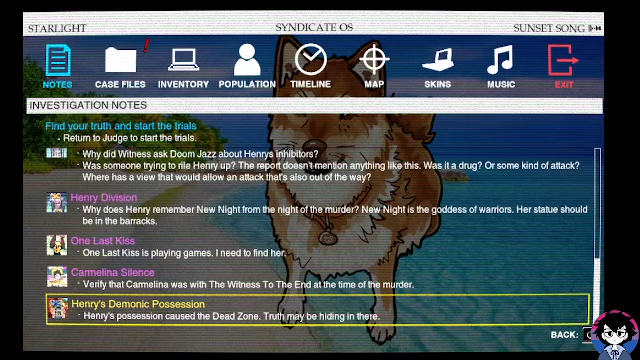 STARLIGHT
SYNDICATE OS
SUNSET SONG
NOTES
CASE FILES
INVENTORY
POPULATION
TIMELINE
MAP
SKINS
MUSIC
EXIT
INVESTIGATION NOTES
Find your truth and start the trials
- Return to Judge to start the trials.
- Why did Witness ask Doom Jazz about Henrys inhibitors?
- Was someone trying to rile Henry up? The report doesn't mention anything like this. Was it a drug? Or some kind of attack?
Where has a view that would allow an attack that's also out of the way?
Henry Division
- Why does Henry remember New Night from the night of the murder? New Night is the goddess of warriors. Her statue should
be in the barracks.
One Last Kiss
- One Last Kiss is playing games. I need to find her.
Carmelina Silence
- Verify that Carmelina was with The Witness To The End at the time of the murder.
Henry's Demonic Possession
- Henry's possession caused the Dead Zone. Truth may be hiding in there.
BACK: